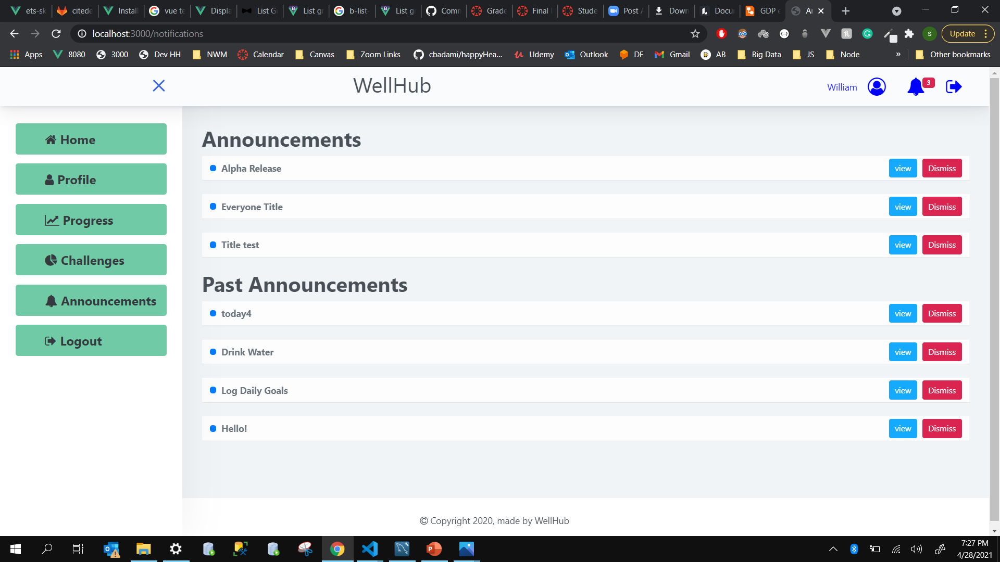 ets-sk
citede
Install
vue te
Displa
List G
List gr
b-list-
List gr
Comm
Grade
Final
Stude
Post
Down
Docu
GDP
localhost:3000/notifications
s
Update
Apps
8080
3000
Dev HH
NWM
Calendar
Canvas
Zoom Links
cbadami/happyHea...
Udemy
Outlook
DF
Gmail
AB
Big Data
JS
Node
»
Other bookmarks
WellHub
William
3
Home
Profile
Progress
Challenges
Announcements
Logout
Announcements
Alpha Release
view
Dismiss
Everyone Title
view
Dismiss
Title test
view
Dismiss
Past Announcements
today4
view
Dismiss
Drink Water
view
Dismiss
Log Daily Goals
view
Dismiss
Hello!
view
Dismiss
© Copyright 2020, made by WellHub
7:27 PM
4/28/2021